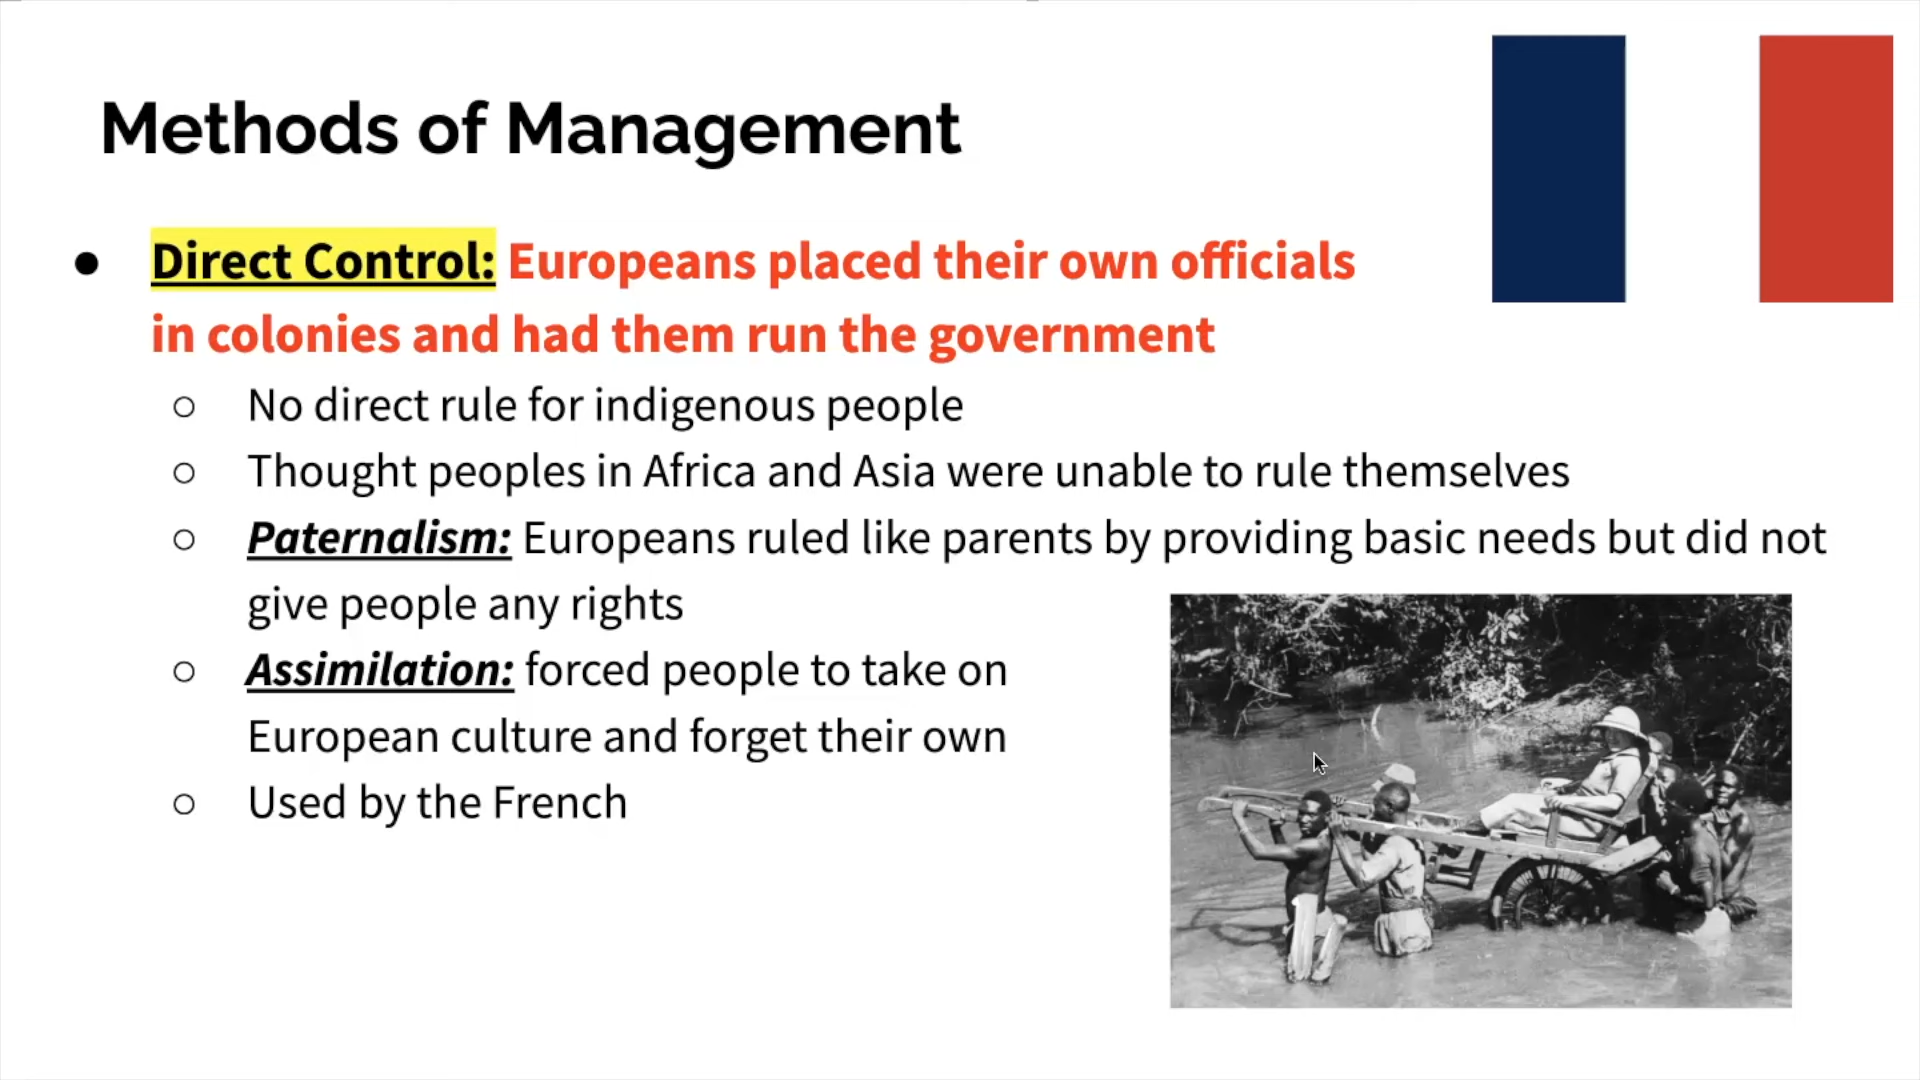 Methods of Management
● Direct Control: Europeans placed their own officials
in colonies and had them run the government
○ No direct rule for indigenous people
○ Thought peoples in Africa and Asia were unable to rule themselves
○ Paternalism: Europeans ruled like parents by providing basic needs but did not
give people any rights
○ Assimilation: forced people to take on
European culture and forget their own
○ Used by the French